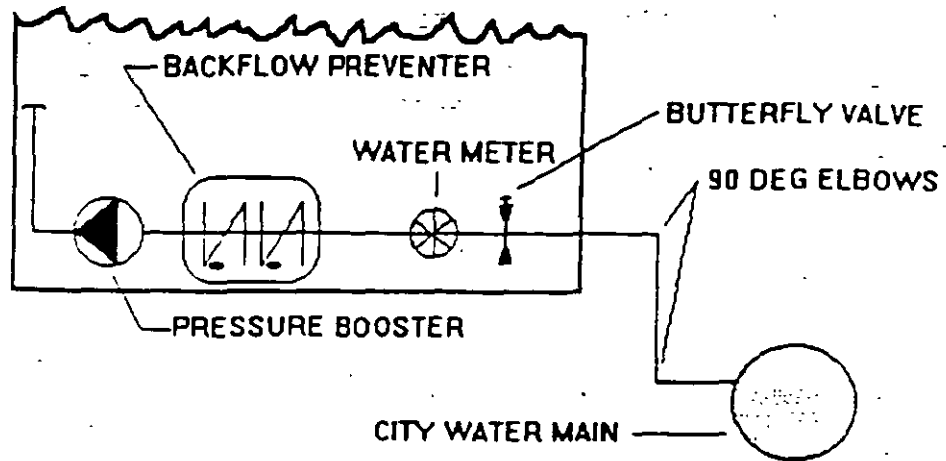 BACKFLOW PREVENTER
BUTTERFLY VALVE
WATER METER
90 DEG ELBOWS
PRESSURE BOOSTER
CITY WATER MAIN